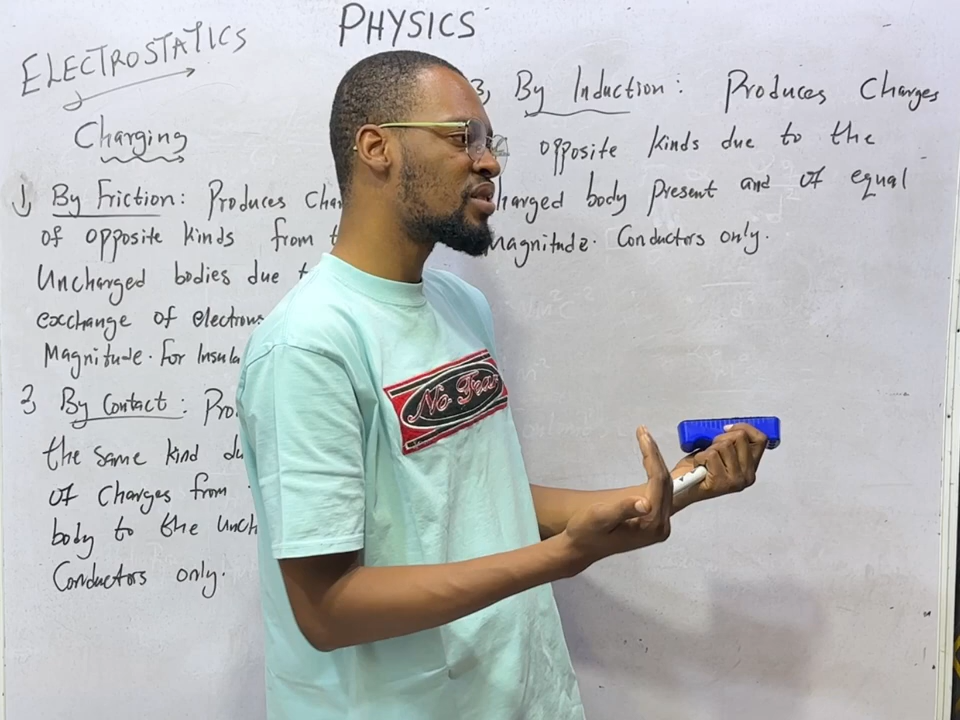 PHYSICS
ELECTROSTATICS
Charging
1, By Friction: Produces Cha
of opposite kinds from t
Uncharged bodies due t
exchange of electrons
Magnitude. For Insula
3, By Contact: Pro
the same kind du
of Charges from
body to the Unch
Conductors only.
3, By Induction: Produces Charges
opposite kinds due to the
harged body present and of equal
Magnitude. Conductors only.
No Fear